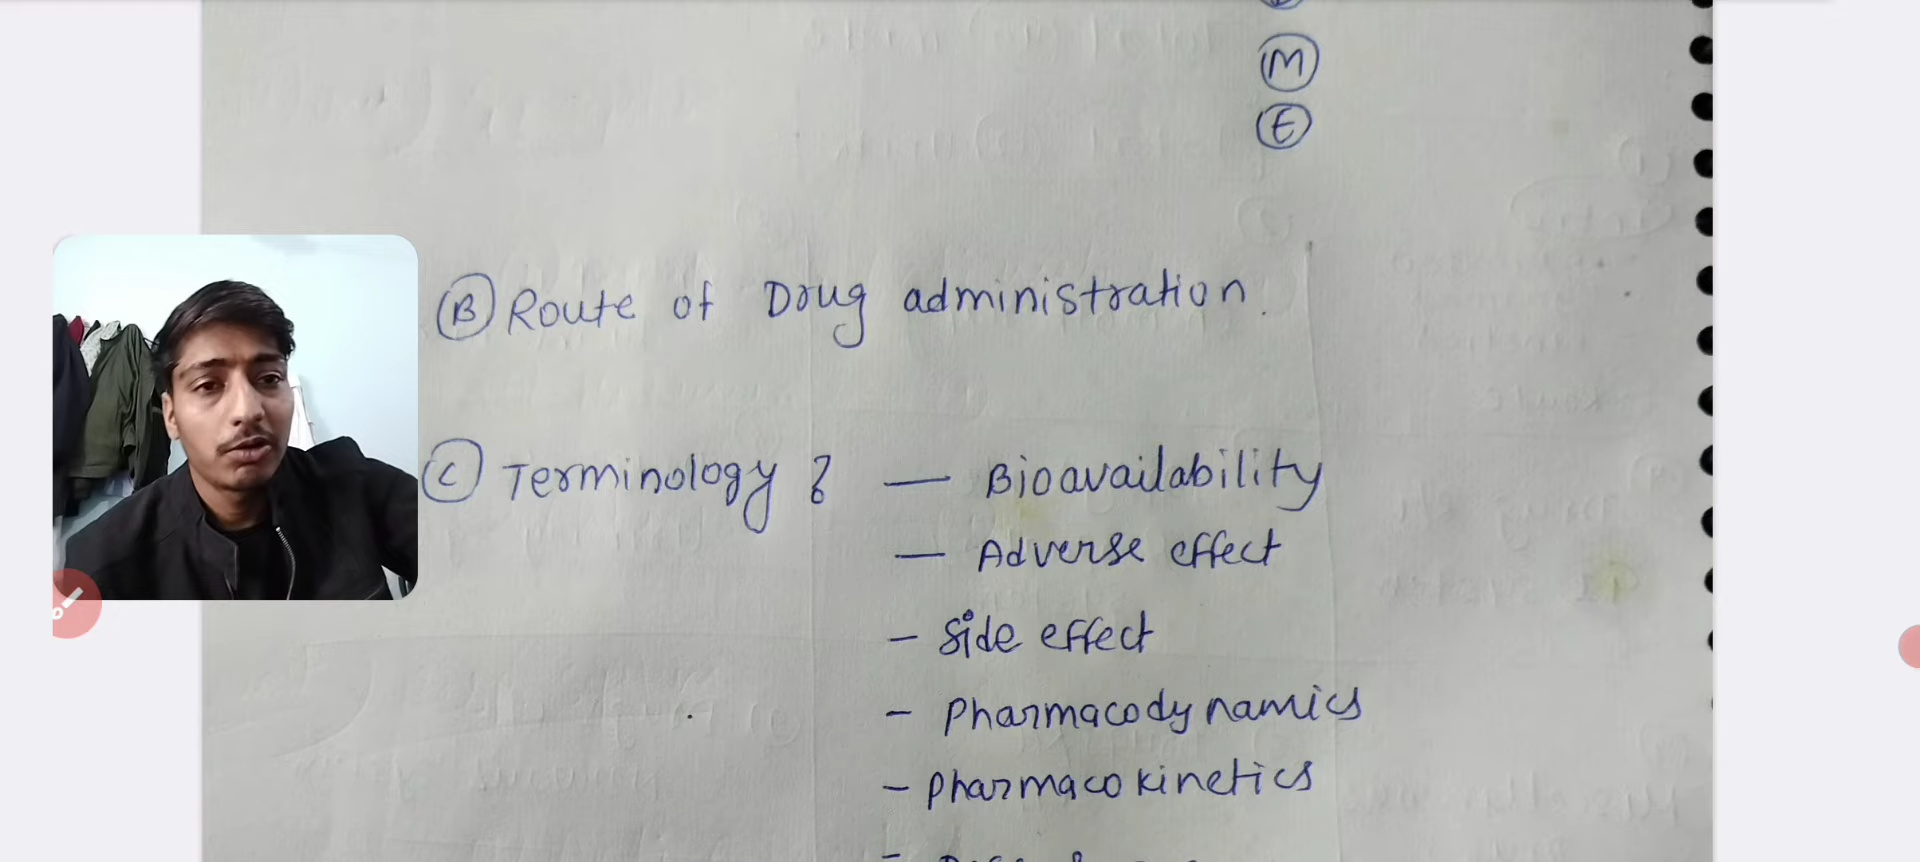 M
E
B Route of Drug administration.
C Terminology : — Bioavailability
— Adverse effect
- Side effect
- Pharmacodynamics
- Pharmacokinetics